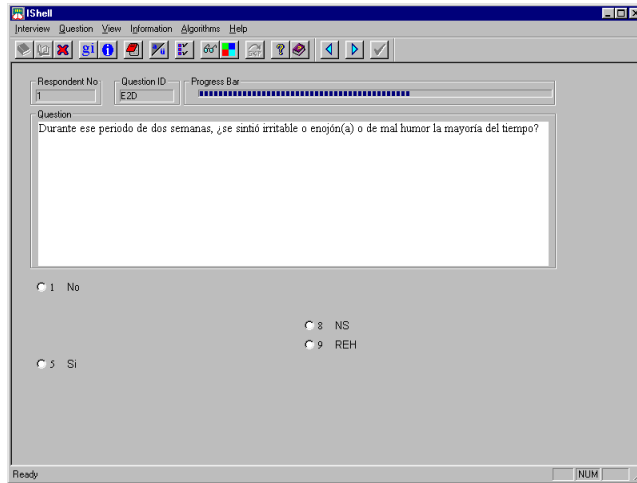 IShell
Interview Question View Information Algorithms Help
gi
Respondent No
Question ID
Progress Bar
1
E2D
Question
Durante ese periodo de dos semanas, ¿se sintió irritable o enojón(a) o de mal humor la mayoría del tiempo?
1 No
8 NS
9 REH
5 Si
Ready
NUM